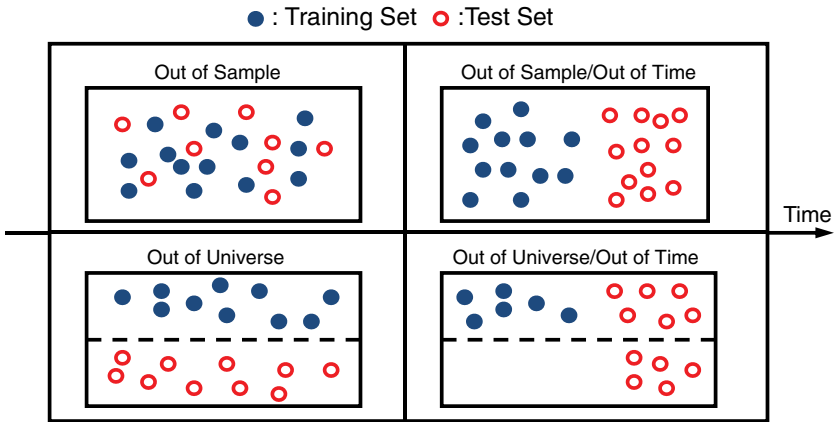 : Training Set :Test Set
Out of Sample
Out of Sample/Out of Time
Time
Out of Universe
Out of Universe/Out of Time